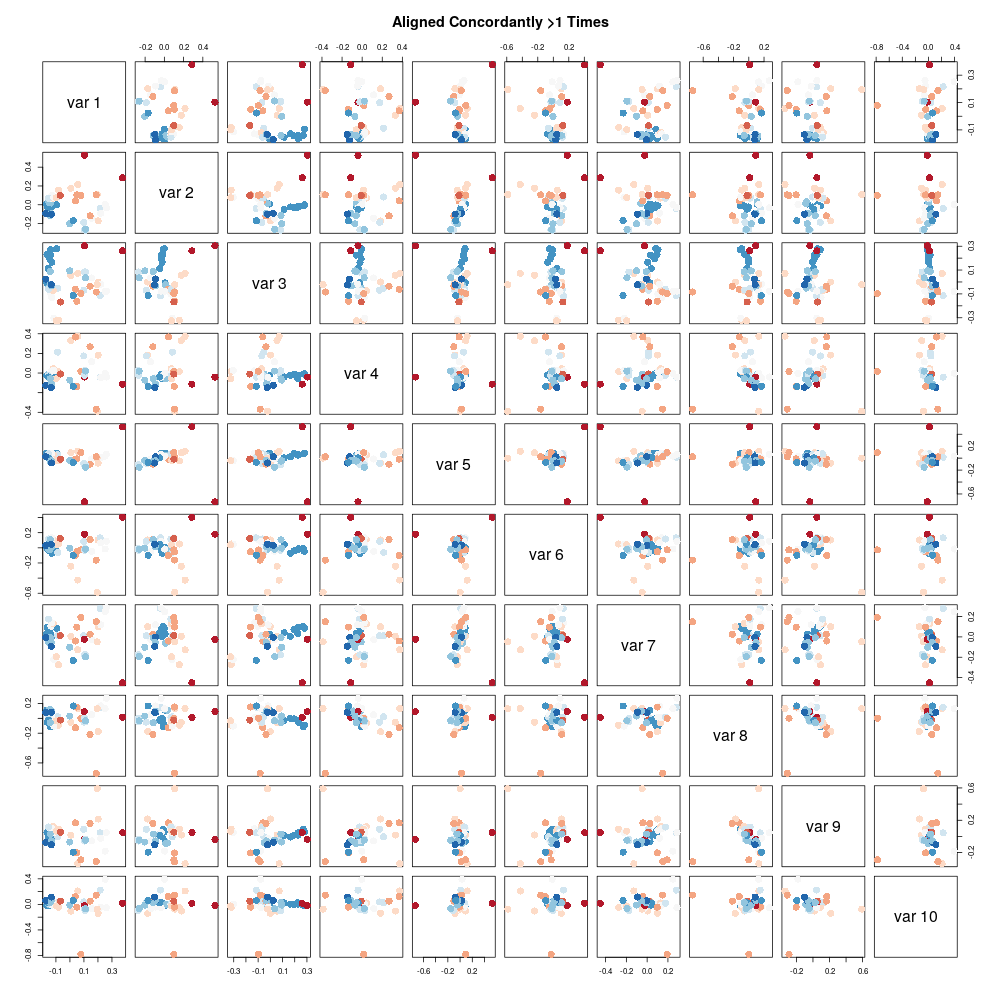 Aligned Concordantly >1 Times
-0.2 0.0 0.2 0.4
-0.4 0.0 0.2 0.4
-0.6 -0.2 0.2
-0.6 -0.2 0.2
-0.8 -0.4 0.0 0.4
var 1
-0.1 0.1 0.3
var 2
-0.2 0.0 0.2 0.4
var 3
-0.3 -0.1 0.1 0.3
var 4
-0.4 0.0 0.2 0.4
var 5
-0.6 -0.2 0.2
var 6
-0.6 -0.2 0.2
var 7
-0.4 -0.2 0.0 0.2
var 8
-0.6 -0.2 0.2
var 9
-0.2 0.2 0.6
var 10
-0.8 -0.4 0.0 0.4
-0.1 0.1 0.3
-0.3 -0.1 0.1 0.3
-0.6 -0.2 0.2
-0.4 -0.2 0.0 0.2
-0.2 0.2 0.6